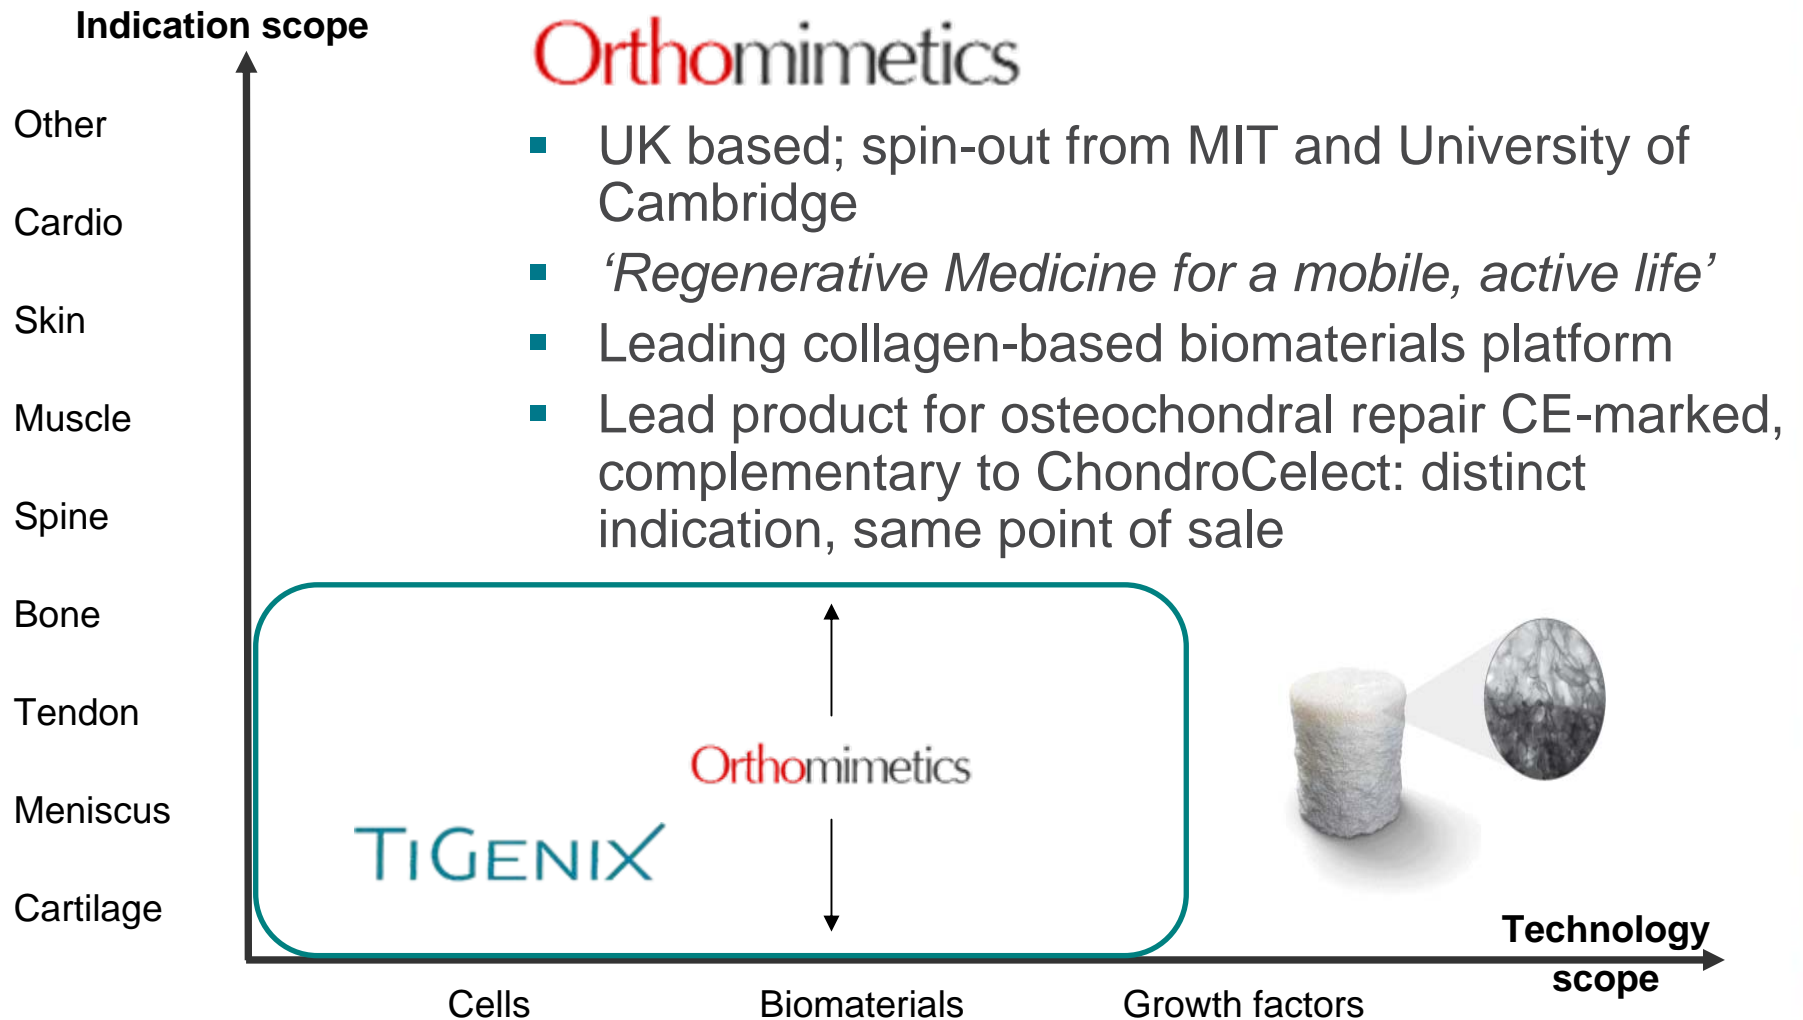 Indication scope
Orthomimetics
Other
Cardio
Skin
Muscle
Spine
Bone
Tendon
Meniscus
Cartilage
▪ UK based; spin-out from MIT and University of
Cambridge
▪ ‘Regenerative Medicine for a mobile, active life’
▪ Leading collagen-based biomaterials platform
▪ Lead product for osteochondral repair CE-marked,
complementary to ChondroCelect: distinct
indication, same point of sale
Orthomimetics
TIGENIX
Technology
scope
Cells
Biomaterials
Growth factors